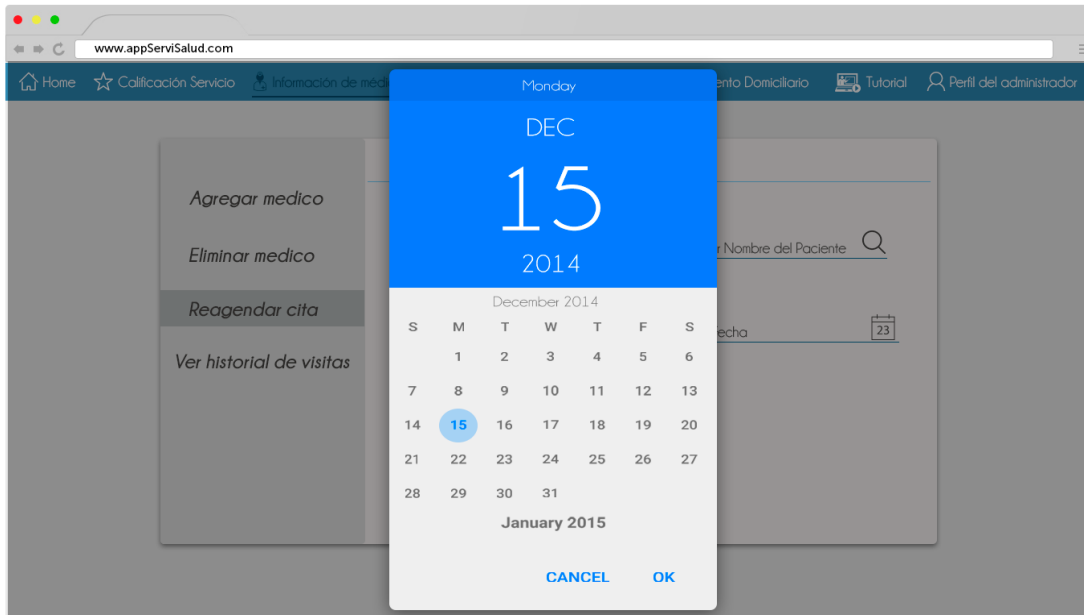 www.appServiSalud.com
Home Calificación Servicio Información de medi ento Domiciliario Tutorial Perfil del administrador
Monday
DEC
15
2014
Agregar medico
Eliminar medico
Reagendar cita
Ver historial de visitas
r Nombre del Paciente
echa
23
December 2014
S M T W T F S
1 2 3 4 5 6
7 8 9 10 11 12 13
14 15 16 17 18 19 20
21 22 23 24 25 26 27
28 29 30 31
January 2015
CANCEL OK